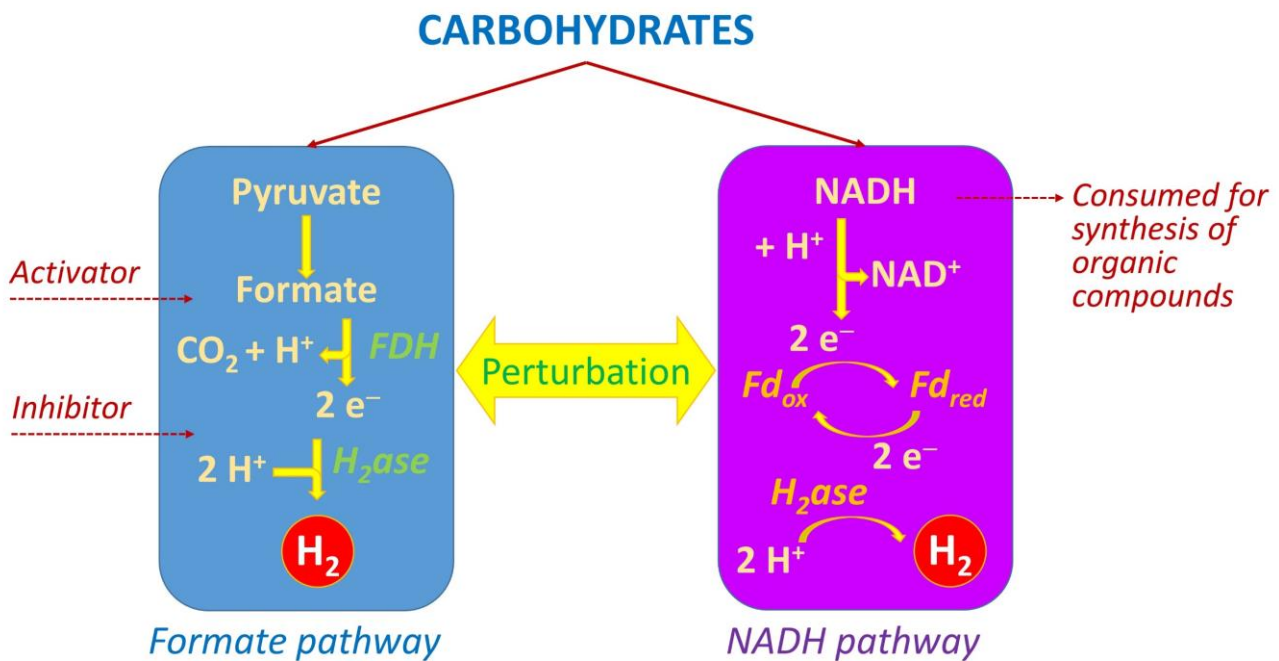 CARBOHYDRATES
Pyruvate
Activator
Formate
CO₂ + H⁺
FDH
Inhibitor
2 e⁻
2 H⁺
H₂ase
H₂
Formate pathway
Perturbation
NADH
+ H⁺
NAD⁺
2 e⁻
Fdₒₓ
Fd_red
2 e⁻
H₂ase
2 H⁺
H₂
NADH pathway
Consumed for
synthesis of
organic
compounds